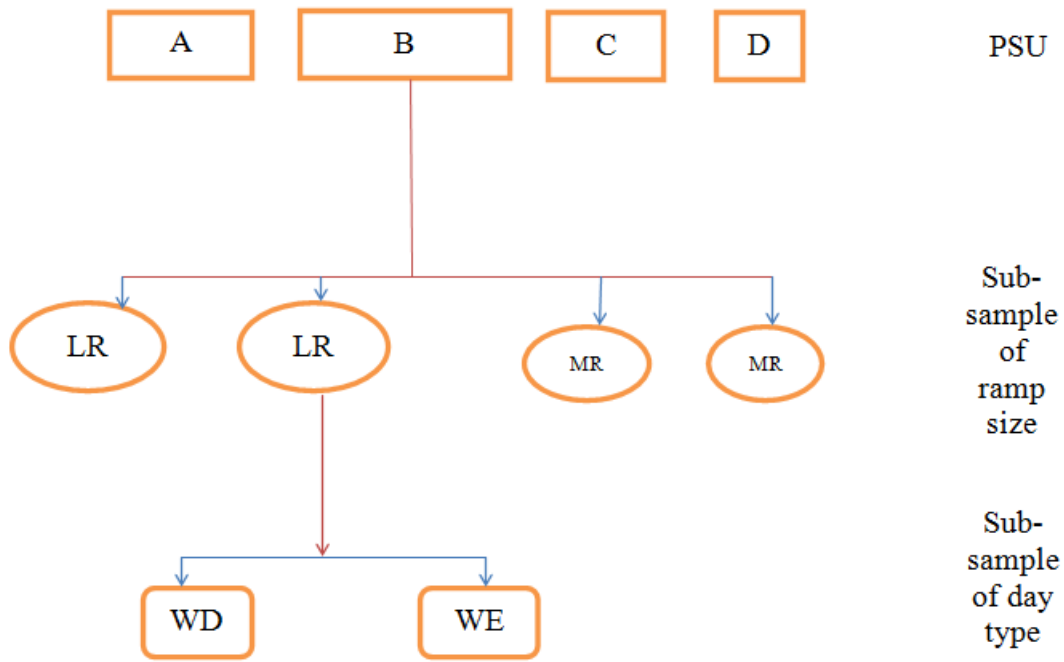 A
B
C
D
PSU
LR
LR
MR
MR
Sub-
sample
of
ramp
size
WD
WE
Sub-
sample
of day
type